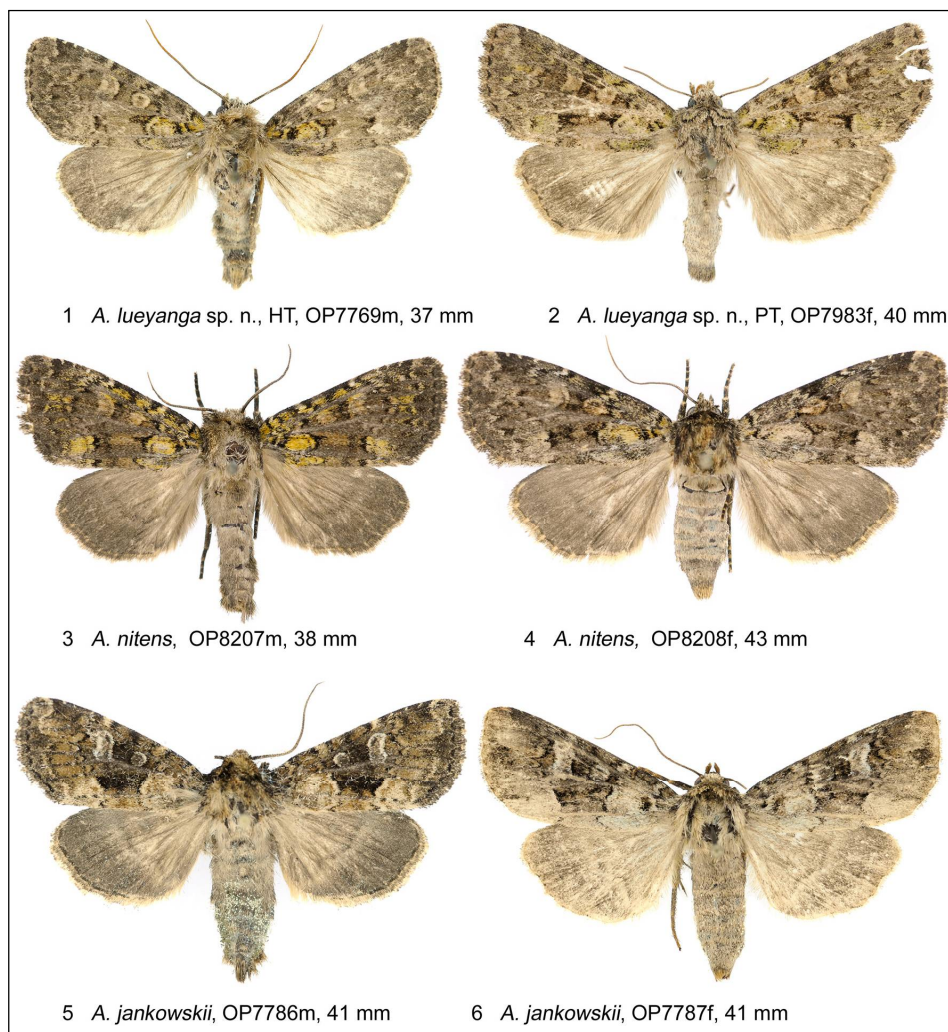 1 A. lueyanga sp. n., HT, OP7769m, 37 mm
2 A. lueyanga sp. n., PT, OP7983f, 40 mm
3 A. nitens, OP8207m, 38 mm
4 A. nitens, OP8208f, 43 mm
5 A. jankowskii, OP7786m, 41 mm
6 A. jankowskii, OP7787f, 41 mm